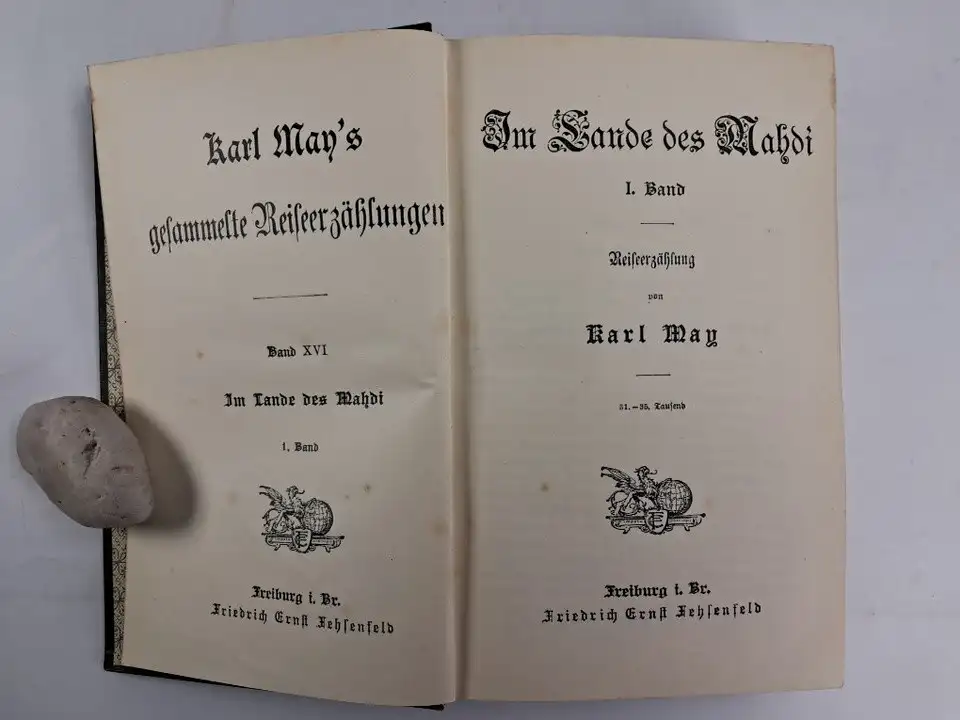 Karl May's
gesammelte Reiseerzählungen
Band XVI
Im Lande des Mahdi
1. Band
Freiburg i. Br.
Friedrich Ernst Fehsenfeld
Im Lande des Mahdi
I. Band
Reiseerzählung
von
Karl May
31.–35. Tausend
Freiburg i. Br.
Friedrich Ernst Fehsenfeld